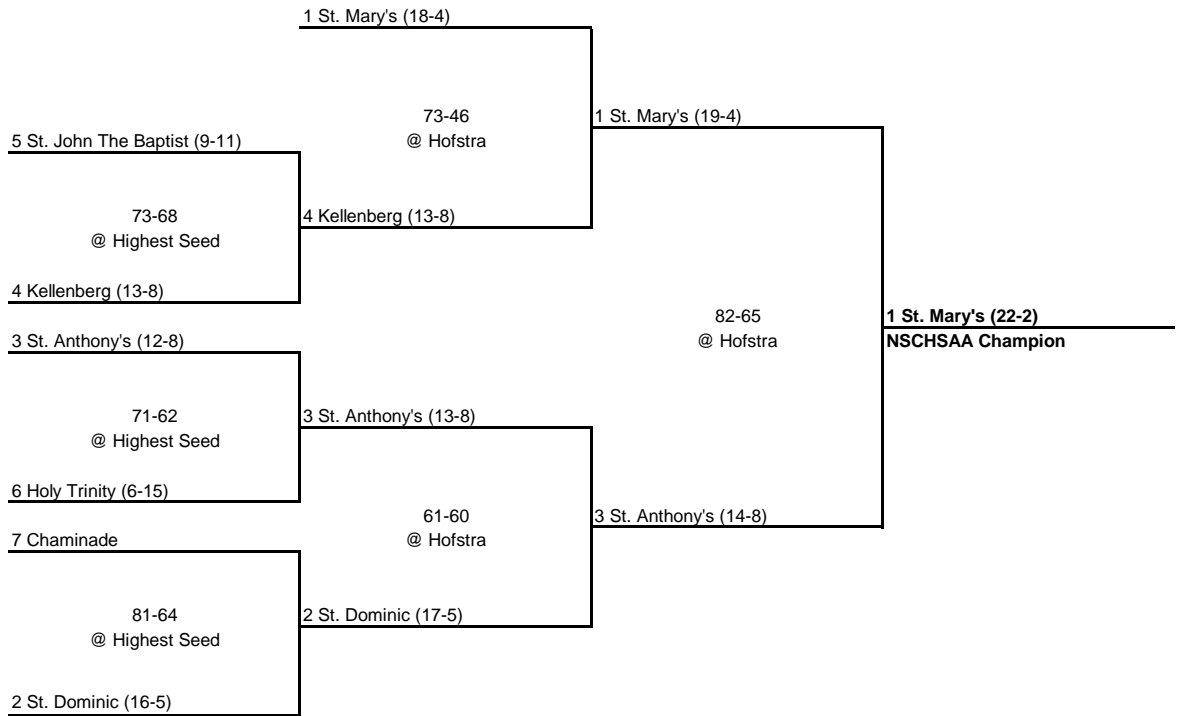 1 St. Mary's (18-4)
73-46
@ Hofstra
1 St. Mary's (19-4)
5 St. John The Baptist (9-11)
73-68
@ Highest Seed
4 Kellenberg (13-8)
4 Kellenberg (13-8)
82-65
@ Hofstra
1 St. Mary's (22-2)
NSCHSAA Champion
3 St. Anthony's (12-8)
71-62
@ Highest Seed
3 St. Anthony's (13-8)
6 Holy Trinity (6-15)
61-60
@ Hofstra
3 St. Anthony's (14-8)
7 Chaminade
81-64
@ Highest Seed
2 St. Dominic (17-5)
2 St. Dominic (16-5)